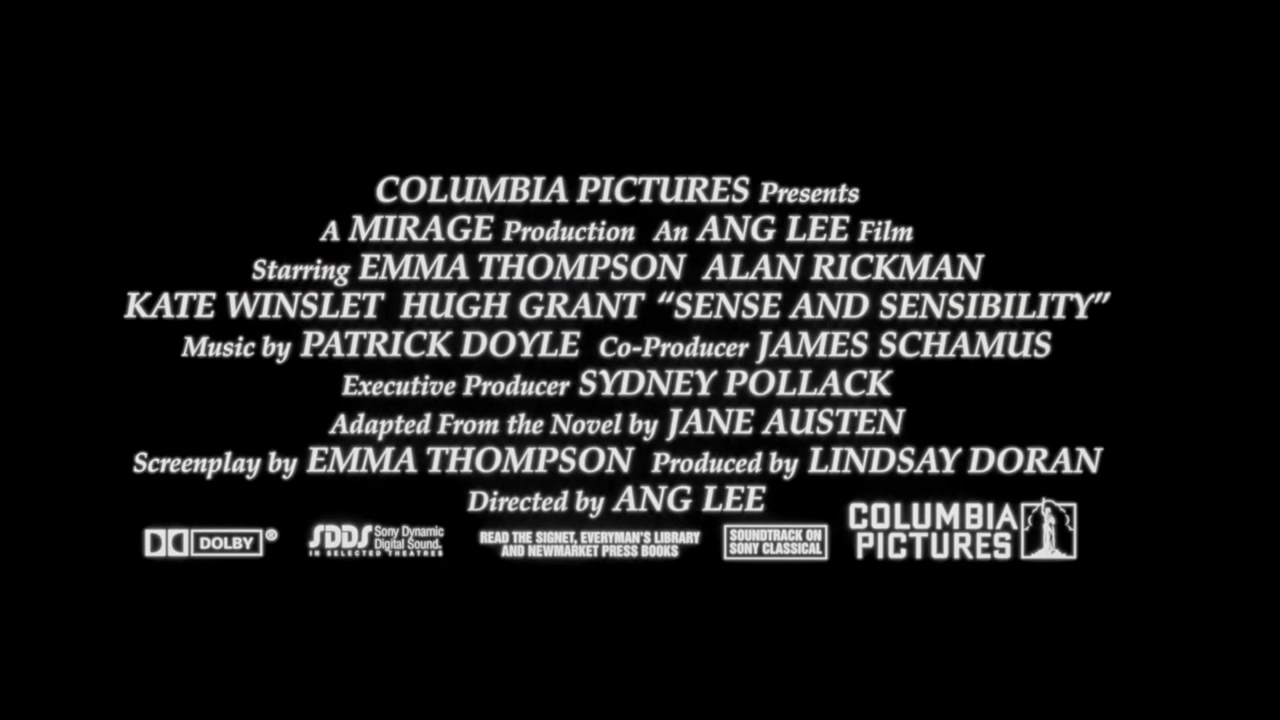 COLUMBIA PICTURES Presents
A MIRAGE Production An ANG LEE Film
Starring EMMA THOMPSON ALAN RICKMAN
KATE WINSLET HUGH GRANT “SENSE AND SENSIBILITY”
Music by PATRICK DOYLE Co-Producer JAMES SCHAMUS
Executive Producer SYDNEY POLLACK
Adapted From the Novel by JANE AUSTEN
Screenplay by EMMA THOMPSON Produced by LINDSAY DORAN
Directed by ANG LEE
DOLBY ®
SDDS Sony Dynamic
Digital Sound.
IN SELECTED THEATRES
READ THE SIGNET, EVERYMAN'S LIBRARY
AND NEWMARKET PRESS BOOKS
SOUNDTRACK ON
SONY CLASSICAL
COLUMBIA
PICTURES